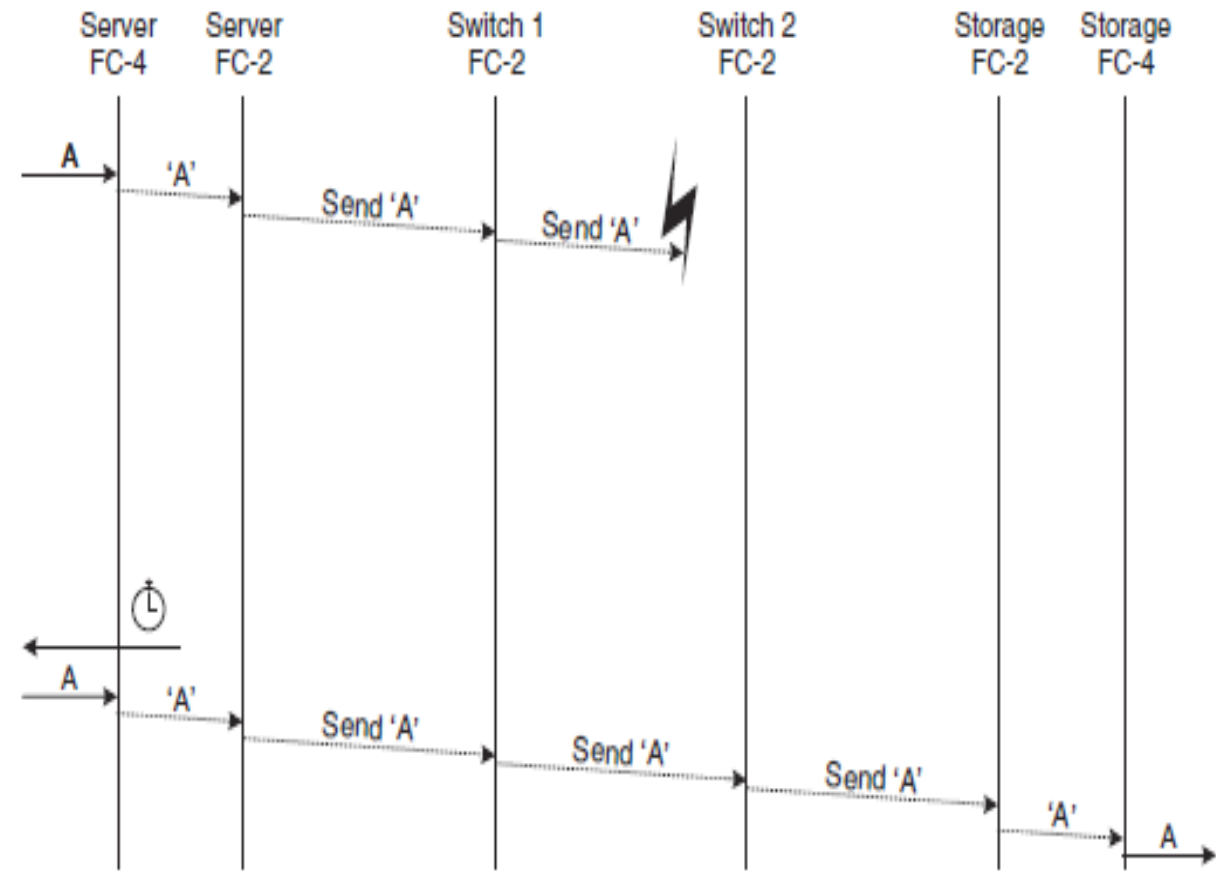 Server Server Switch 1 Switch 2 Storage Storage
FC-4 FC-2 FC-2 FC-2 FC-2 FC-4
A
'A'
Send 'A'
Send 'A'
A
'A'
Send 'A'
Send 'A'
Send 'A'
'A'
A